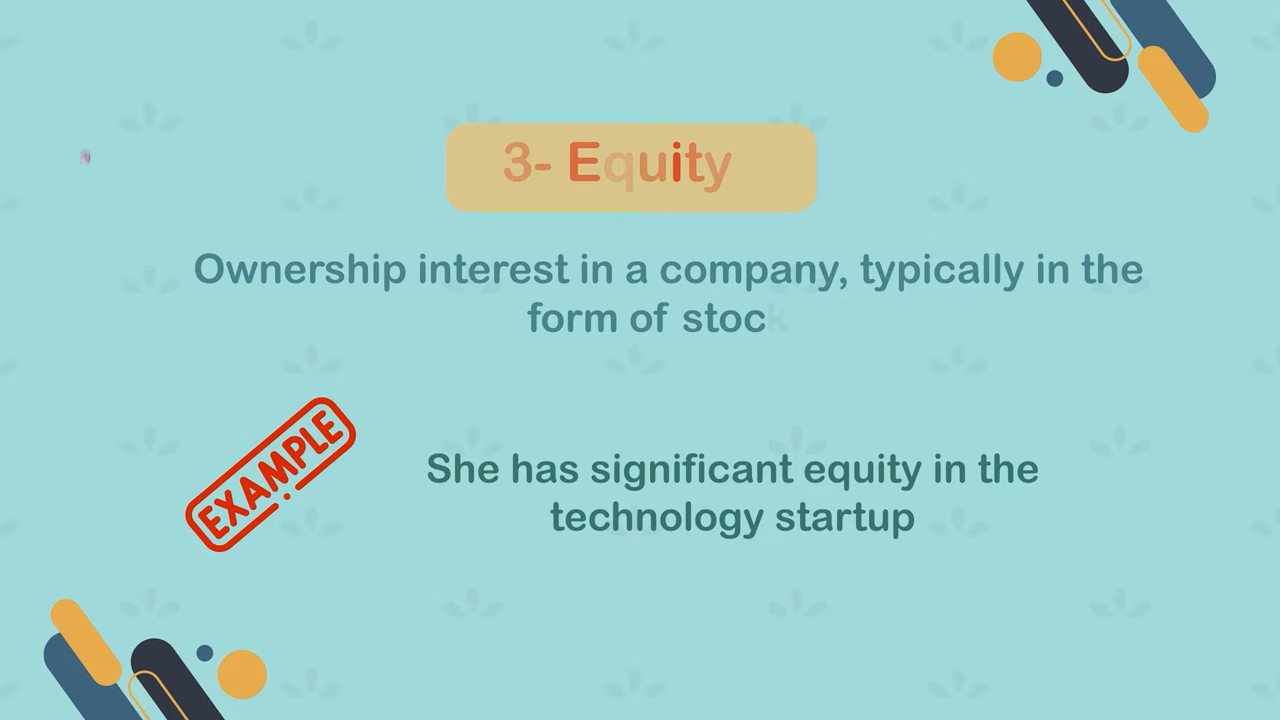 3- Equity
Ownership interest in a company, typically in the
form of stock
EXAMPLE
She has significant equity in the
technology startup